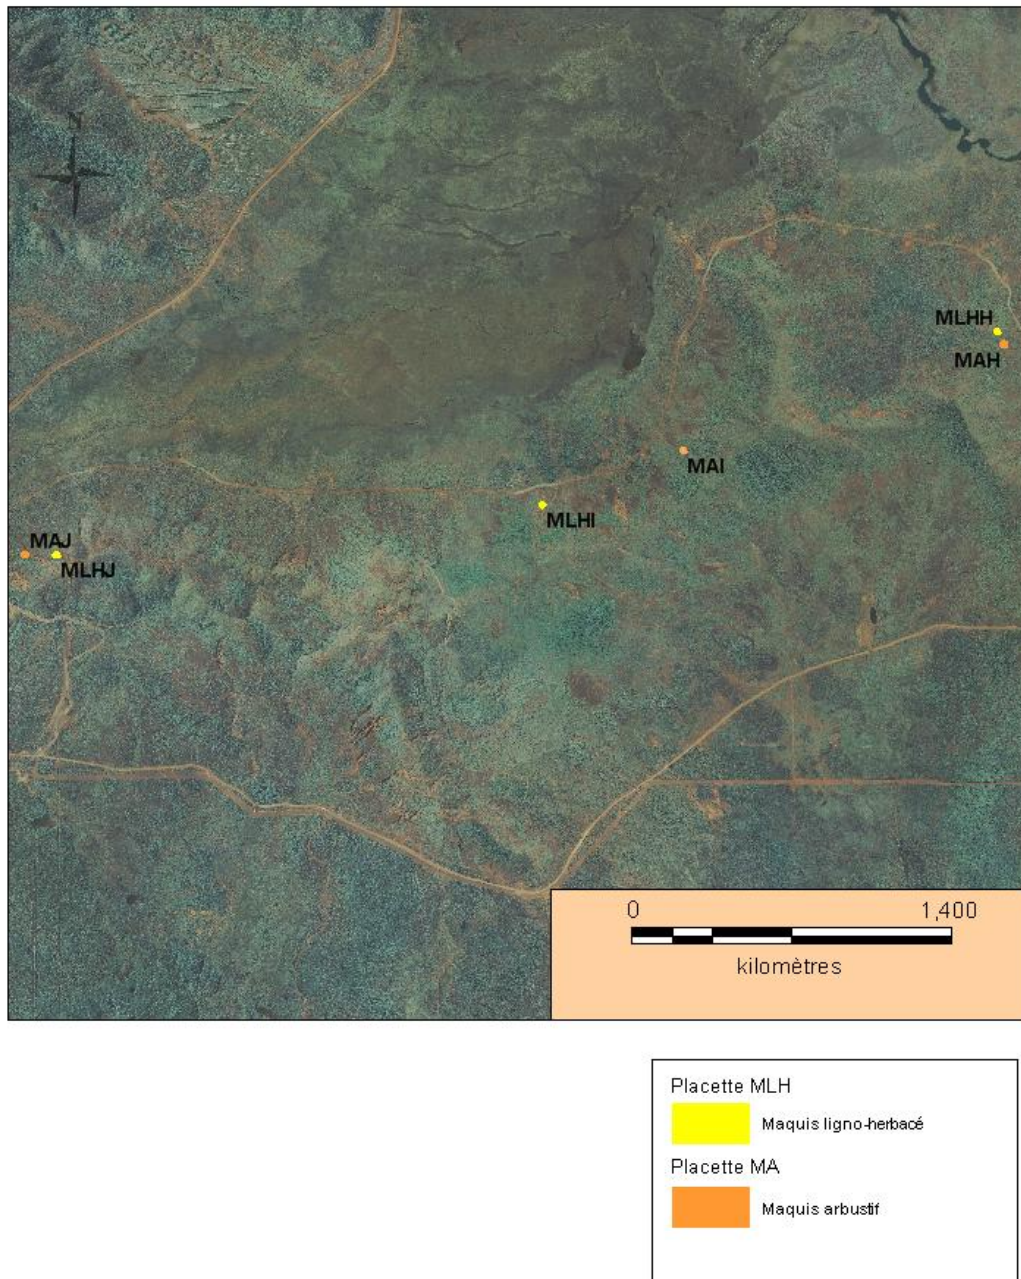 N
MLHH
MAH
MAI
MLHI
MAJ
MLHJ
0 1,400
kilomètres
Placette MLH
Maquis ligno-herbacé
Placette MA
Maquis arbustif